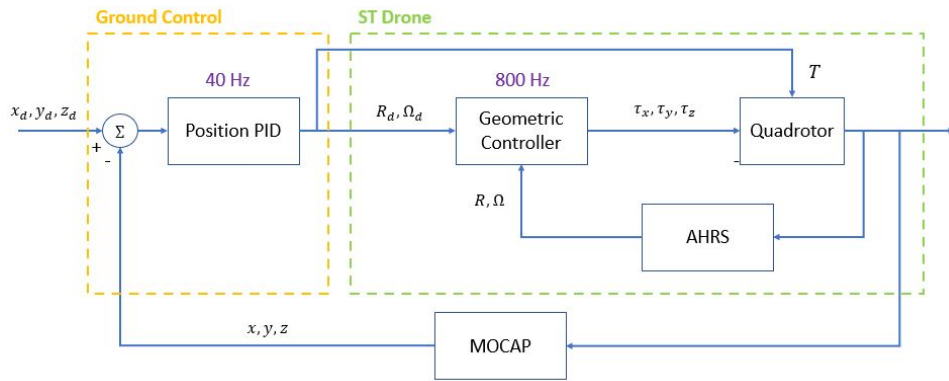 Ground Control
ST Drone
40 Hz
800 Hz
T
x_d, y_d, z_d
Σ
+
-
Position PID
R_d, Ω_d
Geometric
Controller
τ_x, τ_y, τ_z
-
Quadrotor
R, Ω
AHRS
x, y, z
MOCAP